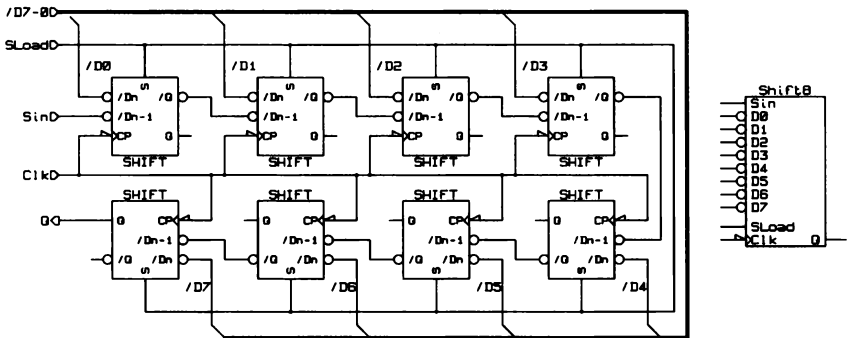 /D7-0
SLoad
/D0 /D1 /D2 /D3
S S S S
/Dn /Q /Dn /Q /Dn /Q /Dn /Q
Sin
/Dn-1 /Dn-1 /Dn-1 /Dn-1
CP Q CP Q CP Q CP Q
SHIFT SHIFT SHIFT SHIFT
Clk
SHIFT SHIFT SHIFT SHIFT
Q
Q CP Q CP Q CP Q CP
/Dn-1 /Dn-1 /Dn-1 /Dn-1
/Q /Dn /Q /Dn /Q /Dn /Q /Dn
S S S S
/D7 /D6 /D5 /D4
Shift8
Sin
D0
D1
D2
D3
D4
D5
D6
D7
SLoad
Clk Q